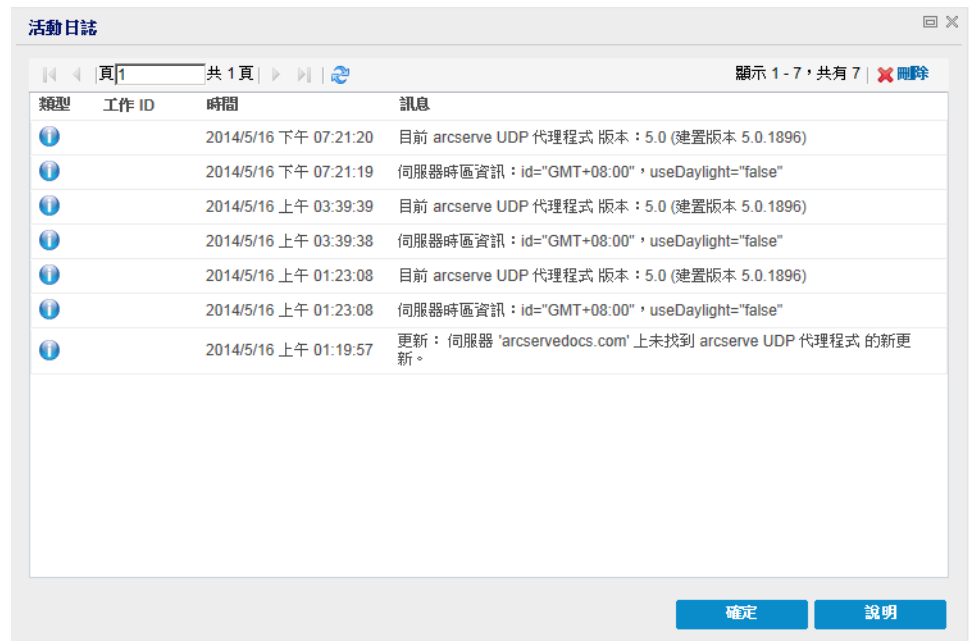 活動日誌
頁1 共 1 頁 顯示 1 - 7，共有 7 刪除
類型 工作 ID 時間 訊息
2014/5/16 下午 07:21:20 目前 arcserve UDP 代理程式 版本：5.0 (建置版本 5.0.1896)
2014/5/16 下午 07:21:19 伺服器時區資訊：id="GMT+08:00"，useDaylight="false"
2014/5/16 上午 03:39:39 目前 arcserve UDP 代理程式 版本：5.0 (建置版本 5.0.1896)
2014/5/16 上午 03:39:38 伺服器時區資訊：id="GMT+08:00"，useDaylight="false"
2014/5/16 上午 01:23:08 目前 arcserve UDP 代理程式 版本：5.0 (建置版本 5.0.1896)
2014/5/16 上午 01:23:08 伺服器時區資訊：id="GMT+08:00"，useDaylight="false"
2014/5/16 上午 01:19:57 更新： 伺服器 'arcservedocs.com' 上未找到 arcserve UDP 代理程式 的新更
新。
確定 說明